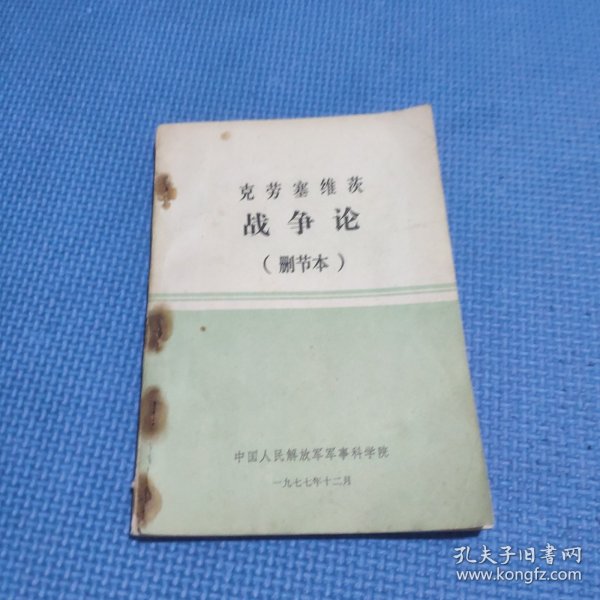 克劳塞维茨
战争论
（删节本）
中国人民解放军军事科学院
一九七七年十二月
孔夫子旧书网
www.kongfz.com